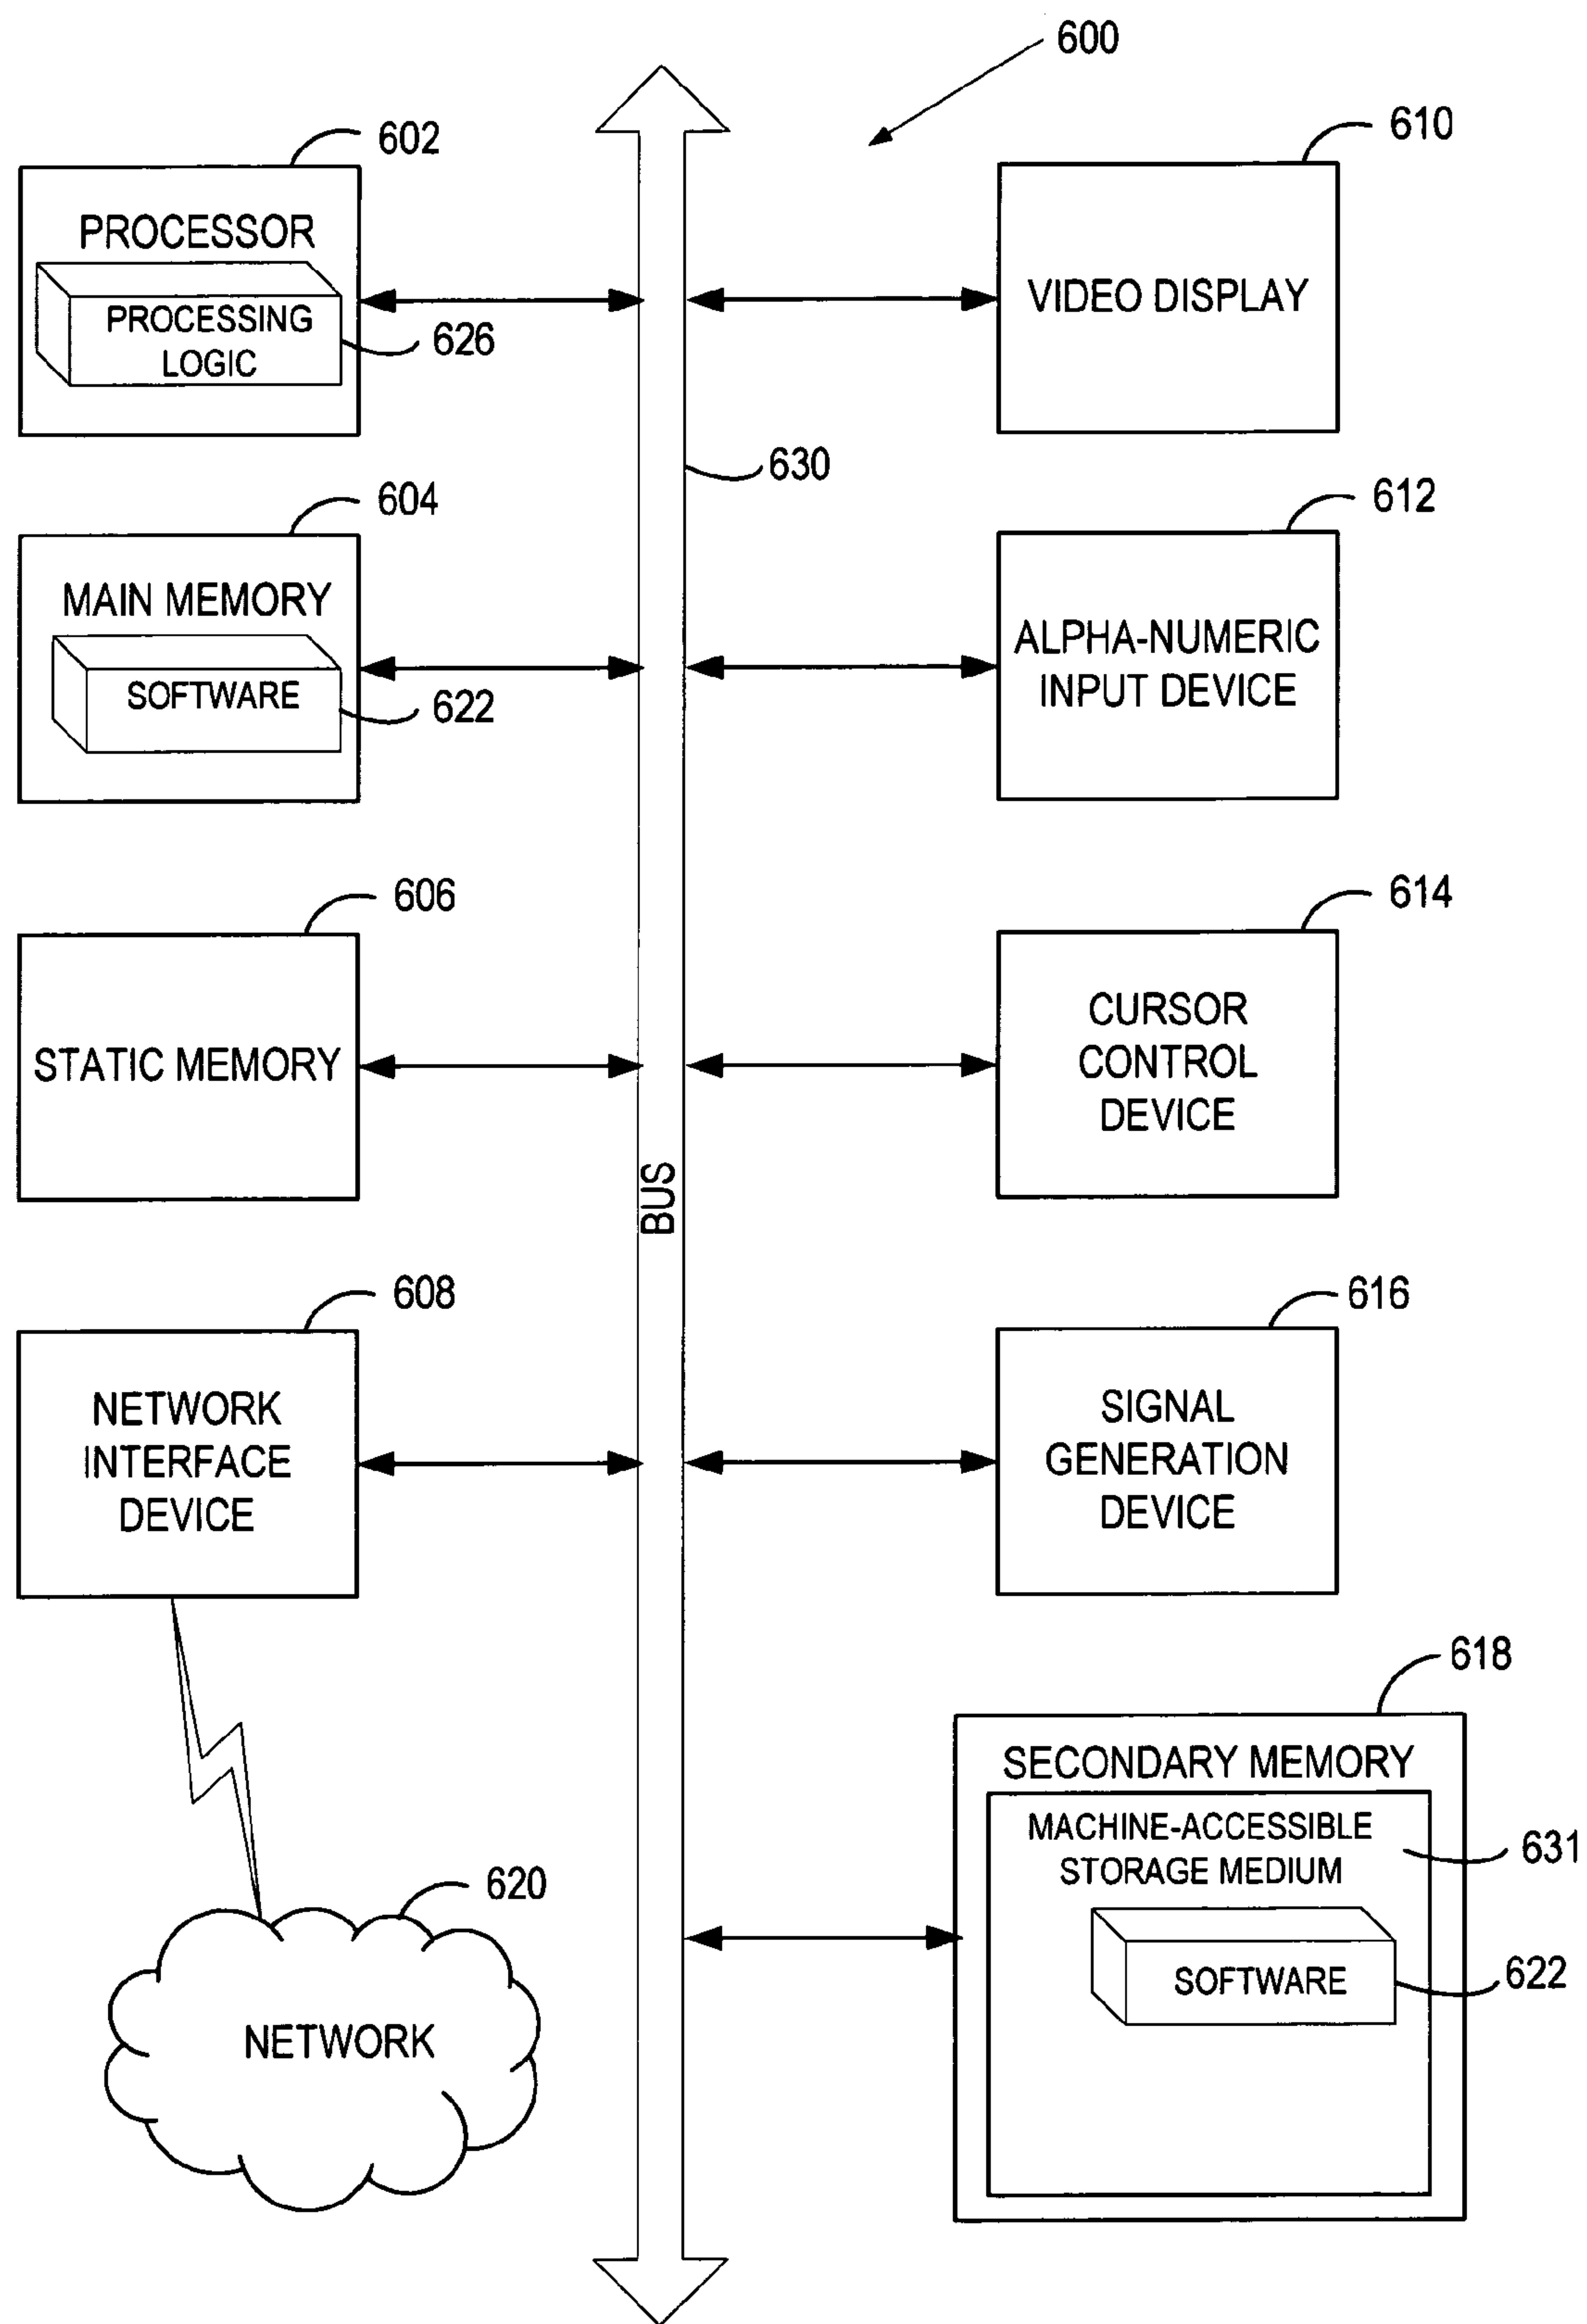 600
602
PROCESSOR
PROCESSING
LOGIC
626
610
VIDEO DISPLAY
630
604
MAIN MEMORY
SOFTWARE
622
612
ALPHA-NUMERIC
INPUT DEVICE
606
STATIC MEMORY
614
CURSOR
CONTROL
DEVICE
BUS
608
NETWORK
INTERFACE
DEVICE
616
SIGNAL
GENERATION
DEVICE
618
SECONDARY MEMORY
MACHINE-ACCESSIBLE
STORAGE MEDIUM
631
SOFTWARE
622
620
NETWORK